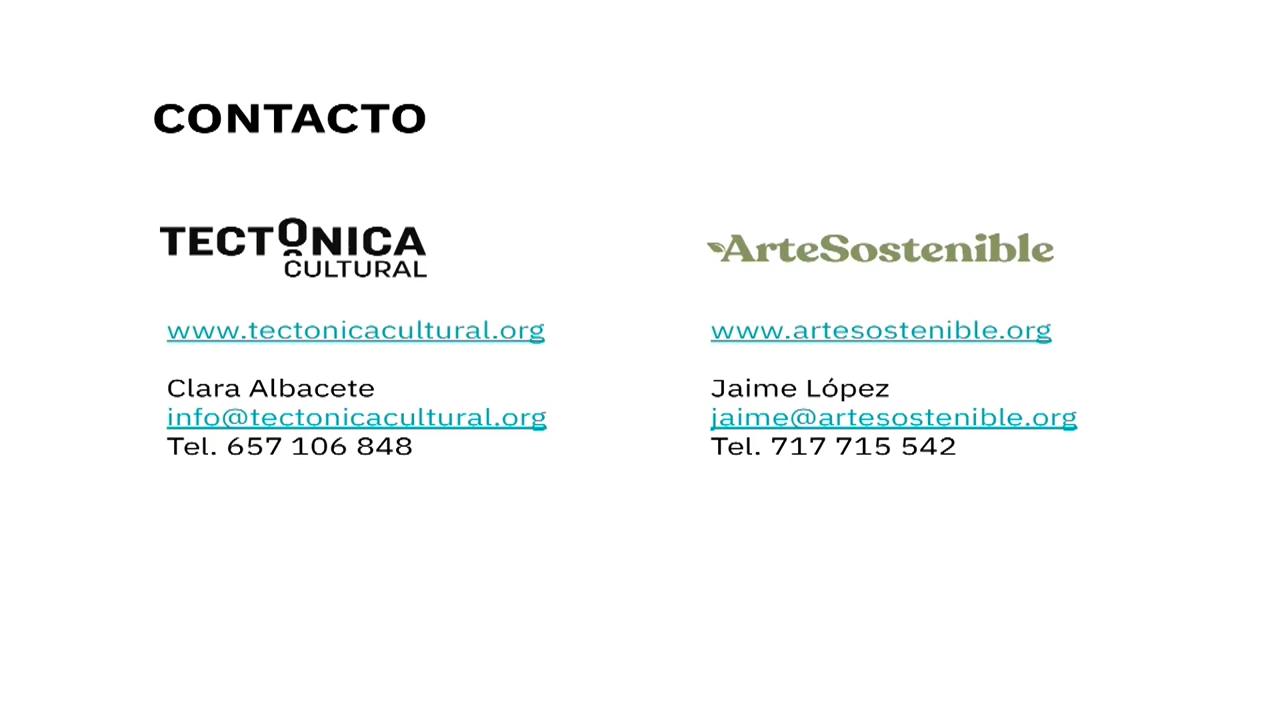 CONTACTO
TECTONICA
CULTURAL
www.tectonicacultural.org
Clara Albacete
info@tectonicacultural.org
Tel. 657 106 848
ArteSostenible
www.artesostenible.org
Jaime López
jaime@artesostenible.org
Tel. 717 715 542